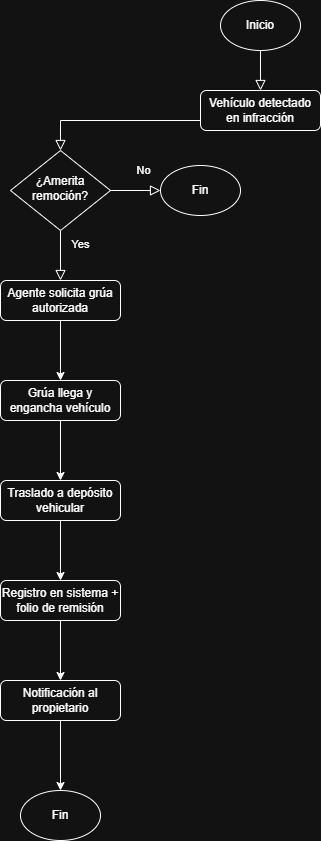 Inicio
Vehículo detectado
en infracción
¿Amerita
remoción?
No
Fin
Yes
Agente solicita grúa
autorizada
Grúa llega y
engancha vehículo
Traslado a depósito
vehicular
Registro en sistema +
folio de remisión
Notificación al
propietario
Fin